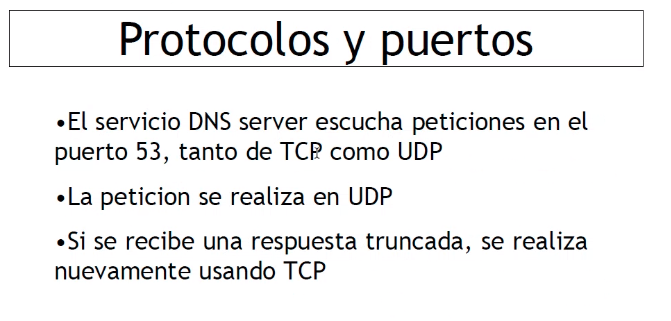 Protocolos y puertos
•El servicio DNS server escucha peticiones en el
puerto 53, tanto de TCP como UDP
•La peticion se realiza en UDP
•Si se recibe una respuesta truncada, se realiza
nuevamente usando TCP